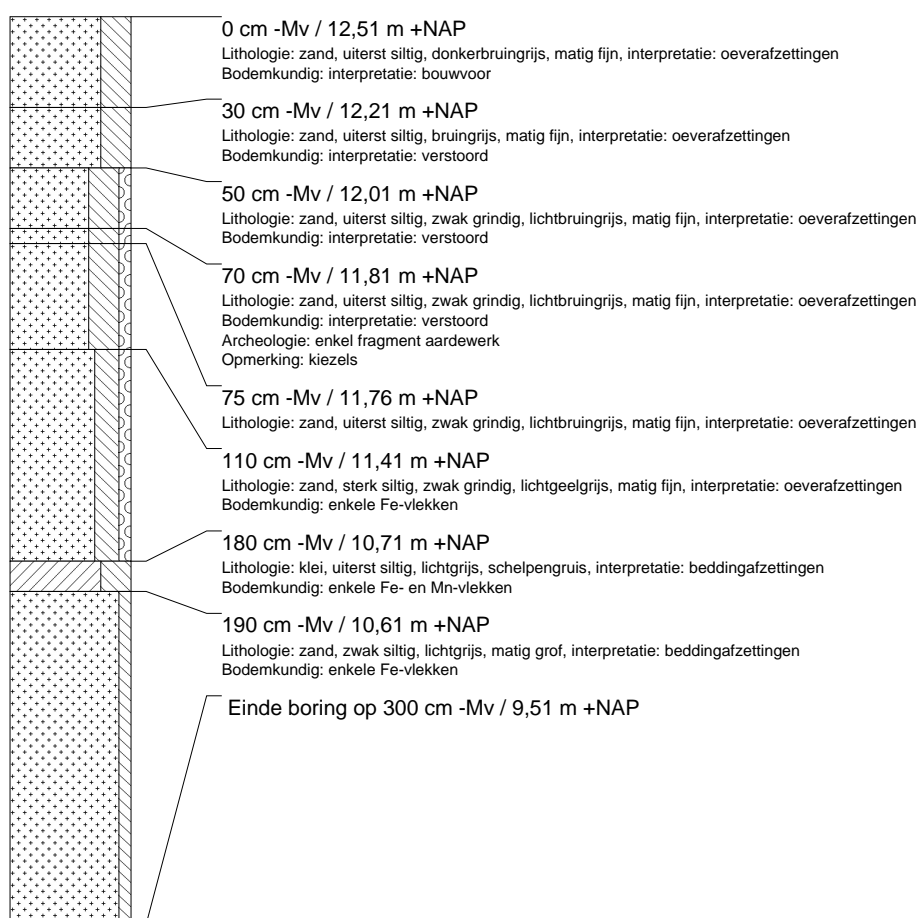 0 cm -Mv / 12,51 m +NAP
Lithologie: zand, uiterst siltig, donkerbruingrijs, matig fijn, interpretatie: oeverafzettingen
Bodemkundig: interpretatie: bouwvoor
30 cm -Mv / 12,21 m +NAP
Lithologie: zand, uiterst siltig, bruingrijs, matig fijn, interpretatie: oeverafzettingen
Bodemkundig: interpretatie: verstoord
50 cm -Mv / 12,01 m +NAP
Lithologie: zand, uiterst siltig, zwak grindig, lichtbruingrijs, matig fijn, interpretatie: oeverafzettingen
Bodemkundig: interpretatie: verstoord
70 cm -Mv / 11,81 m +NAP
Lithologie: zand, uiterst siltig, zwak grindig, lichtbruingrijs, matig fijn, interpretatie: oeverafzettingen
Bodemkundig: interpretatie: verstoord
Archeologie: enkel fragment aardewerk
Opmerking: kiezels
75 cm -Mv / 11,76 m +NAP
Lithologie: zand, uiterst siltig, zwak grindig, lichtbruingrijs, matig fijn, interpretatie: oeverafzettingen
110 cm -Mv / 11,41 m +NAP
Lithologie: zand, sterk siltig, zwak grindig, lichtgeelgrijs, matig fijn, interpretatie: oeverafzettingen
Bodemkundig: enkele Fe-vlekken
180 cm -Mv / 10,71 m +NAP
Lithologie: klei, uiterst siltig, lichtgrijs, schelpengruis, interpretatie: beddingafzettingen
Bodemkundig: enkele Fe- en Mn-vlekken
190 cm -Mv / 10,61 m +NAP
Lithologie: zand, zwak siltig, lichtgrijs, matig grof, interpretatie: beddingafzettingen
Bodemkundig: enkele Fe-vlekken
Einde boring op 300 cm -Mv / 9,51 m +NAP